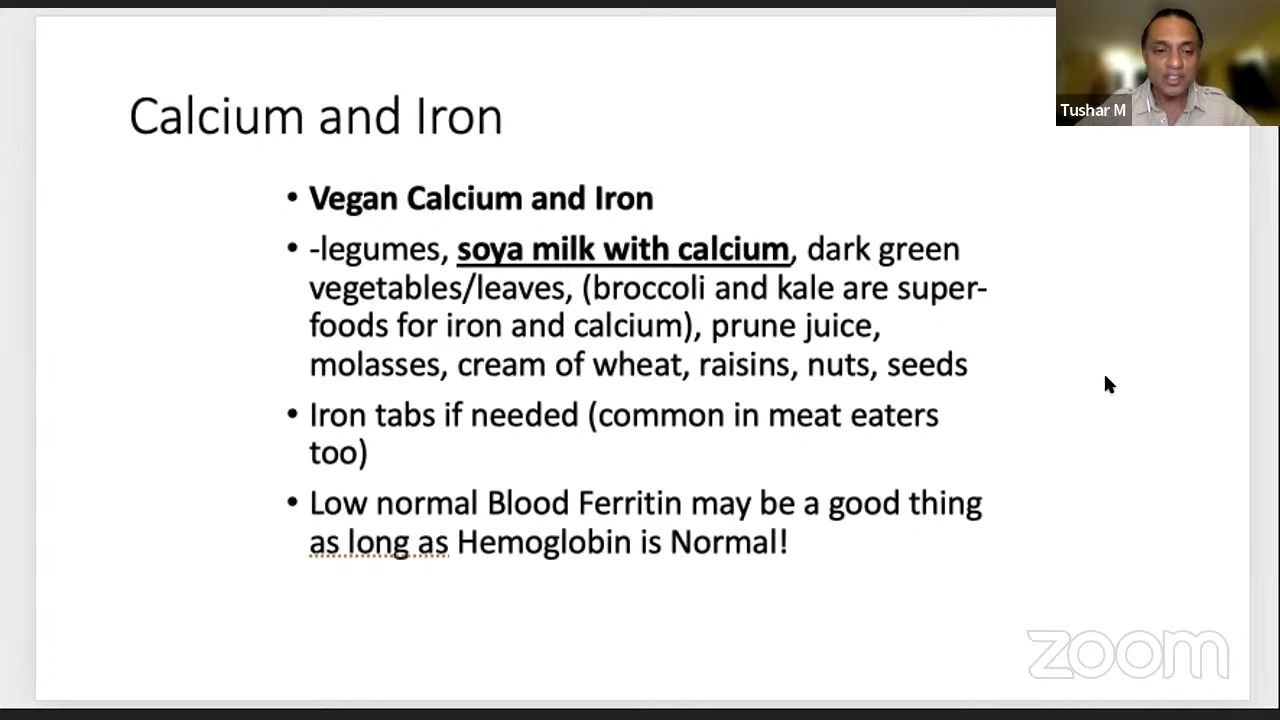 Calcium and Iron
Tushar M
• Vegan Calcium and Iron
• -legumes, soya milk with calcium, dark green
vegetables/leaves, (broccoli and kale are super-
foods for iron and calcium), prune juice,
molasses, cream of wheat, raisins, nuts, seeds
• Iron tabs if needed (common in meat eaters
too)
• Low normal Blood Ferritin may be a good thing
as long as Hemoglobin is Normal!
zoom